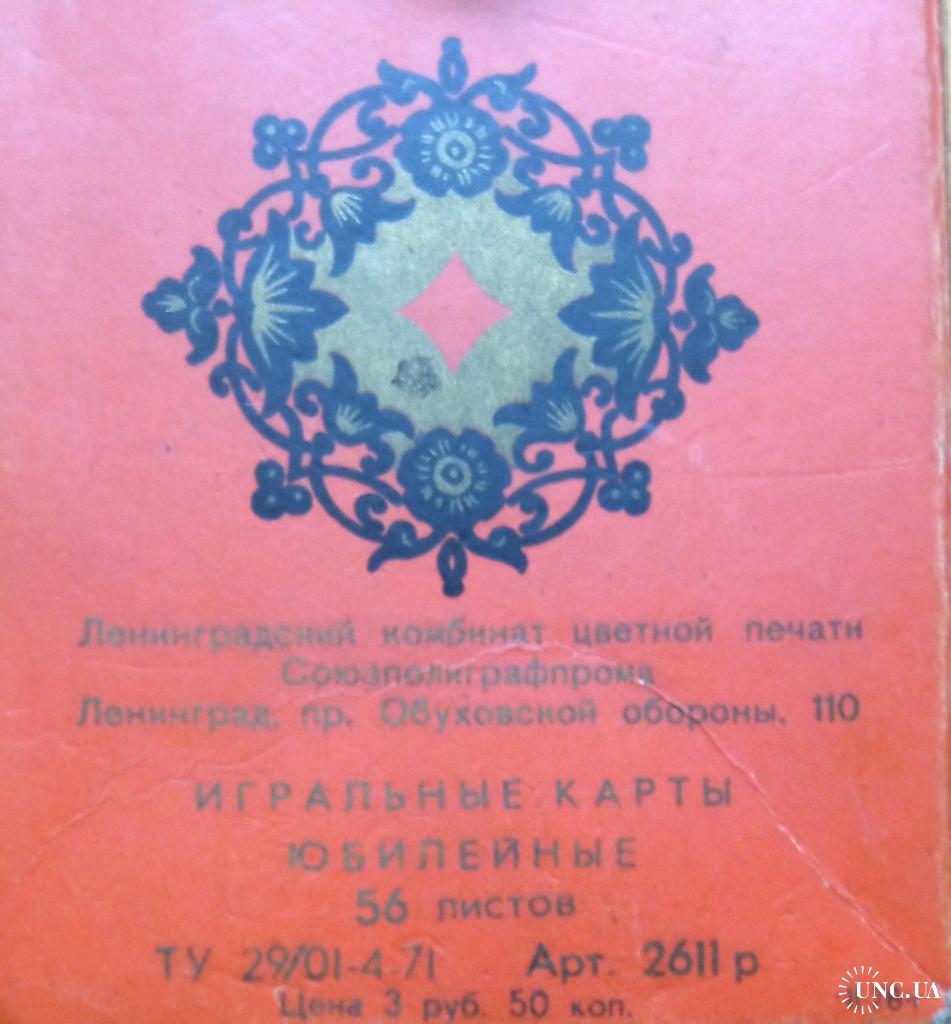 Ленинградский комбинат цветной печати
Союзполиграфпрома
Ленинград, пр. Обуховской обороны, 110
ИГРАЛЬНЫЕ КАРТЫ
ЮБИЛЕЙНЫЕ
56 листов
ТУ 29/01-4-71 Арт. 2611 р
Цена 3 руб. 50 коп.
UNC.UA